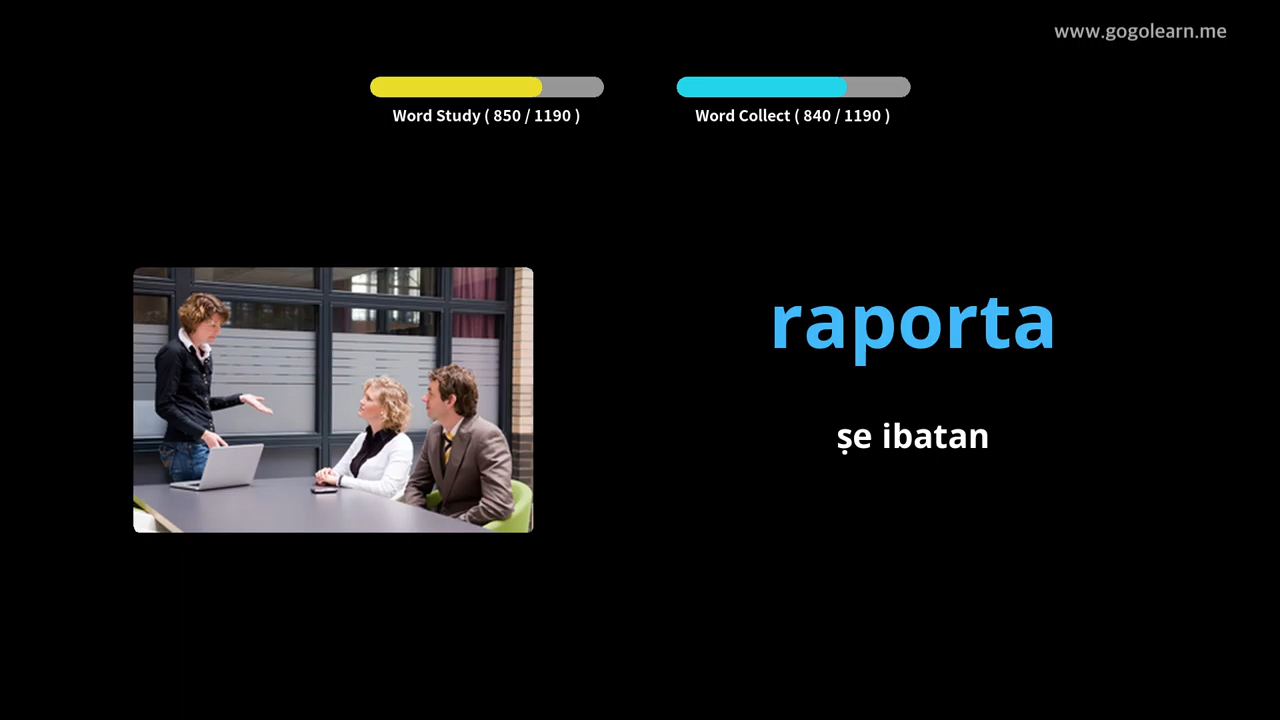 www.gogolearn.me
Word Study ( 850 / 1190 )
Word Collect ( 840 / 1190 )
raporta
ṣe ibatan